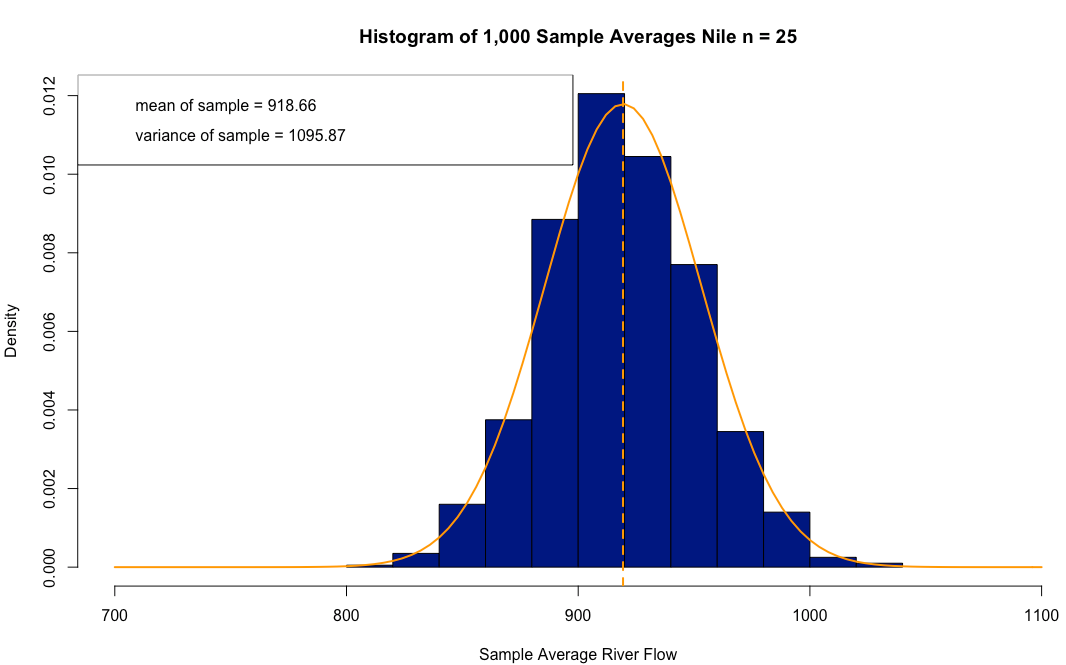 Histogram of 1,000 Sample Averages Nile n = 25
mean of sample = 918.66
variance of sample = 1095.87
Density
0.012
0.010
0.008
0.006
0.004
0.002
0.000
700 800 900 1000 1100
Sample Average River Flow